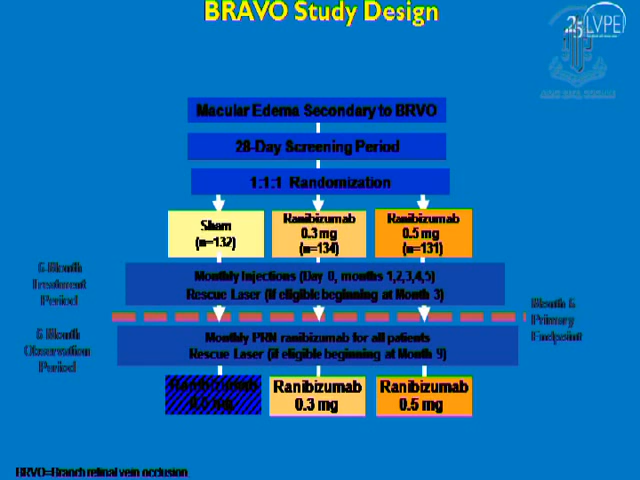 BRAVO Study Design
25 LVPEI
Macular Edema Secondary to BRVO
28-Day Screening Period
1:1:1 Randomization
Sham
(n=132)
Ranibizumab
0.3 mg
(n=134)
Ranibizumab
0.5 mg
(n=131)
6-Month
Treatment
Period
Monthly Injections (Day 0, months 1,2,3,4,5)
Rescue Laser (if eligible beginning at Month 3)
Month 6
Primary
Endpoint
6-Month
Observation
Period
Monthly PRN ranibizumab for all patients
Rescue Laser (if eligible beginning at Month 9)
Ranibizumab
0.5 mg
Ranibizumab
0.3 mg
Ranibizumab
0.5 mg
BRVO=Branch retinal vein occlusion